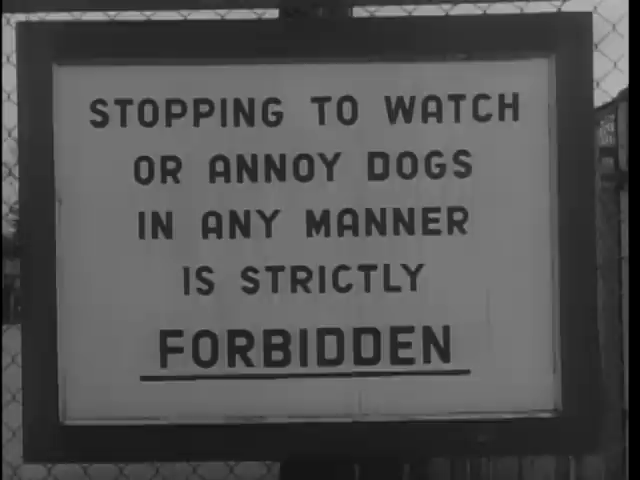 STOPPING TO WATCH
OR ANNOY DOGS
IN ANY MANNER
IS STRICTLY
FORBIDDEN